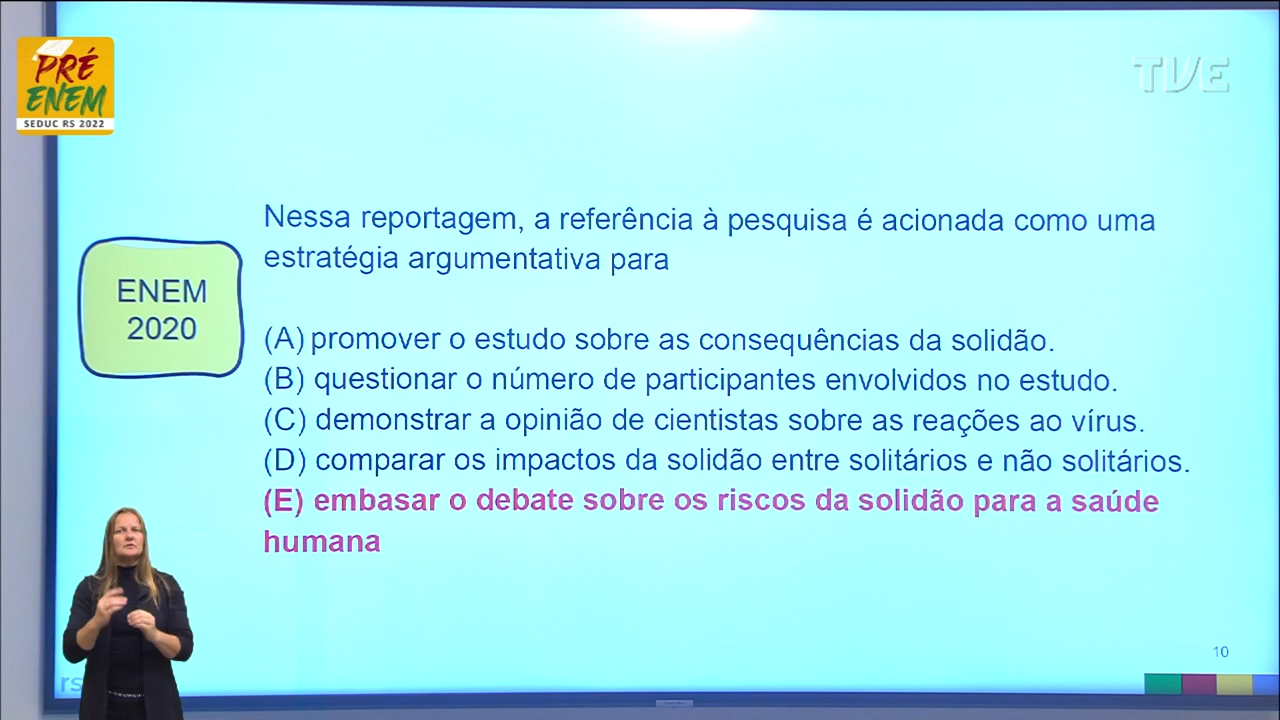 PRÉ
ENEM
SEDUC RS 2022
TVE
Nessa reportagem, a referência à pesquisa é acionada como uma
estratégia argumentativa para
ENEM
2020
(A) promover o estudo sobre as consequências da solidão.
(B) questionar o número de participantes envolvidos no estudo.
(C) demonstrar a opinião de cientistas sobre as reações ao vírus.
(D) comparar os impactos da solidão entre solitários e não solitários.
(E) embasar o debate sobre os riscos da solidão para a saúde
humana
10
rs